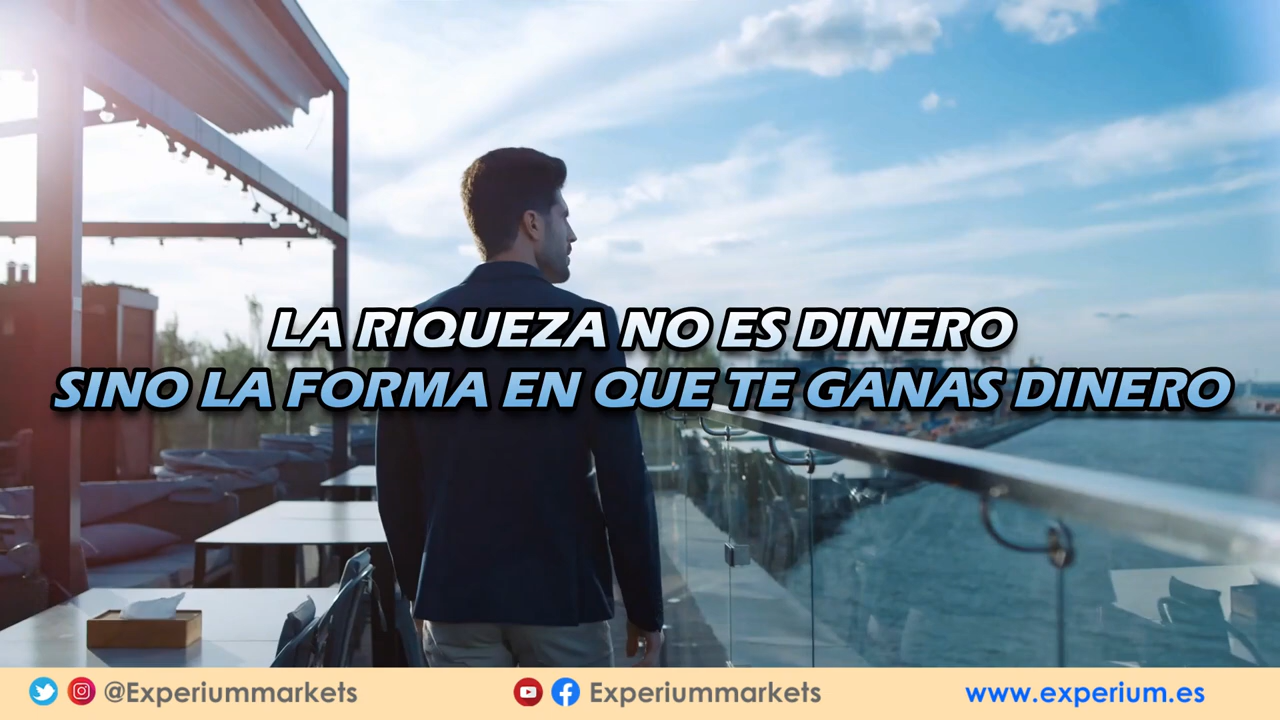 LA RIQUEZA NO ES DINERO
SINO LA FORMA EN QUE TE GANAS DINERO
@Experiummarkets
Experiummarkets
www.experium.es